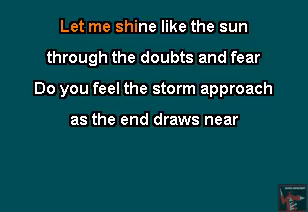 Let me shine like the sun
through the doubts and fear
Do you feel the storm approach
as the end draws near